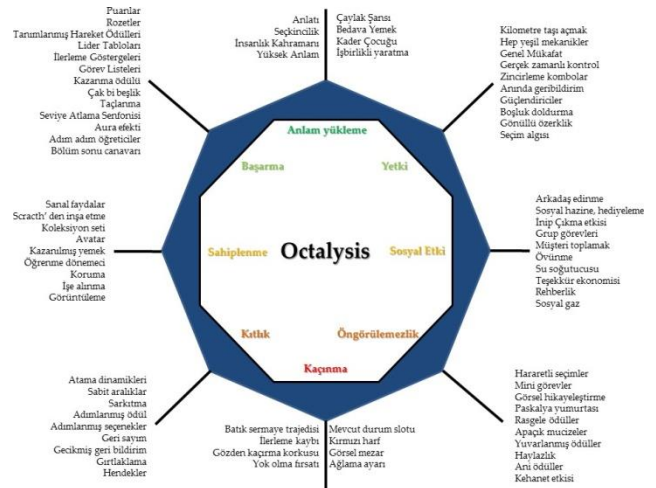 Puanlar
Rozetler
Tanımlanmış Hareket Ödülleri
Lider Tabloları
İlerleme Göstergeleri
Görev Listeleri
Kazanma ödülü
Çak bi beşlik
Taçlanma
Seviye Atlama Senfonisi
Aura efekti
Adım adım öğreticiler
Bölüm sonu canavarı
Anlatı
Seçkincilik
İnsanlık Kahramanı
Yüksek Anlam
Çaylak Şansı
Bedava Yemek
Kader Çocuğu
İşbirlikli yaratma
Kilometre taşı açmak
Hep yeşil mekanikler
Genel Mükafat
Gerçek zamanlı kontrol
Zincirleme kombolar
Anında geribildirim
Güçlendiriciler
Boşluk doldurma
Gönüllü özerklik
Seçim algısı
Anlam yükleme
Başarma
Yetki
Sanal faydalar
Scracth' den inşa etme
Koleksiyon seti
Avatar
Kazanılmış yemek
Öğrenme dönemeci
Koruma
İşe alınma
Görüntüleme
Sahiplenme
Octalysis
Sosyal Etki
Arkadaş edinme
Sosyal hazine, hediyeleme
İnip Çıkma etkisi
Grup görevleri
Müşteri toplamak
Övünme
Su soğutucusu
Teşekkür ekonomisi
Rehberlik
Sosyal gaz
Kıtlık
Öngörülemezlik
Kaçınma
Atama dinamikleri
Sabit aralıklar
Sarkıtma
Adımlanmış ödül
Adımlanmış seçenekler
Geri sayım
Gecikmiş geri bildirim
Gırtlaklama
Hendekler
Batık sermaye trajedisi
İlerleme kaybı
Gözden kaçırma korkusu
Yok olma fırsatı
Mevcut durum slotu
Kırmızı harf
Görsel mezar
Ağlama ayarı
Hararetli seçimler
Mini görevler
Görsel hikayeleştirme
Paskalya yumurtası
Rasgele ödüller
Apaçık mucizeler
Yuvarlanmış ödüller
Haylazlık
Ani ödüller
Kehanet etkisi